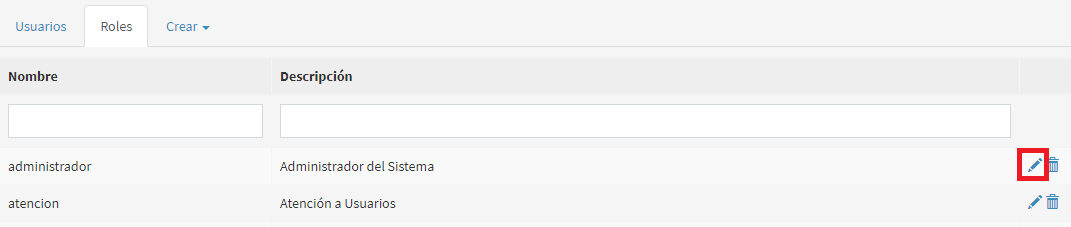 Usuarios Roles Crear
Nombre Descripción
administrador Administrador del Sistema
atencion Atención a Usuarios